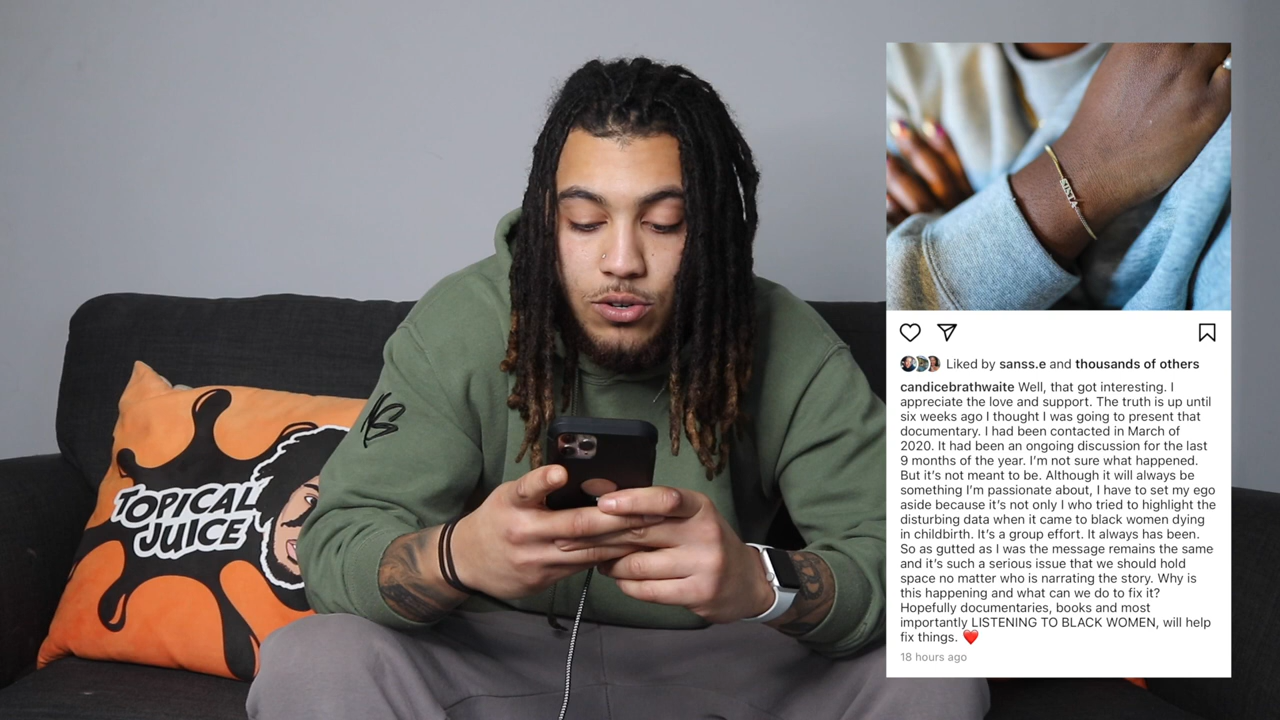 TOPICAL
JUICE
SISTA
Liked by sanss.e and thousands of others
candicebrathwaite Well, that got interesting. I
appreciate the love and support. The truth is up until
six weeks ago I thought I was going to present that
documentary. I had been contacted in March of
2020. It had been an ongoing discussion for the last
9 months of the year. I'm not sure what happened.
But it's not meant to be. Although it will always be
something I'm passionate about, I have to set my ego
aside because it's not only I who tried to highlight the
disturbing data when it came to black women dying
in childbirth. It's a group effort. It always has been.
So as gutted as I was the message remains the same
and it's such a serious issue that we should hold
space no matter who is narrating the story. Why is
this happening and what can we do to fix it?
Hopefully documentaries, books and most
importantly LISTENING TO BLACK WOMEN, will help
fix things. ❤️
18 hours ago